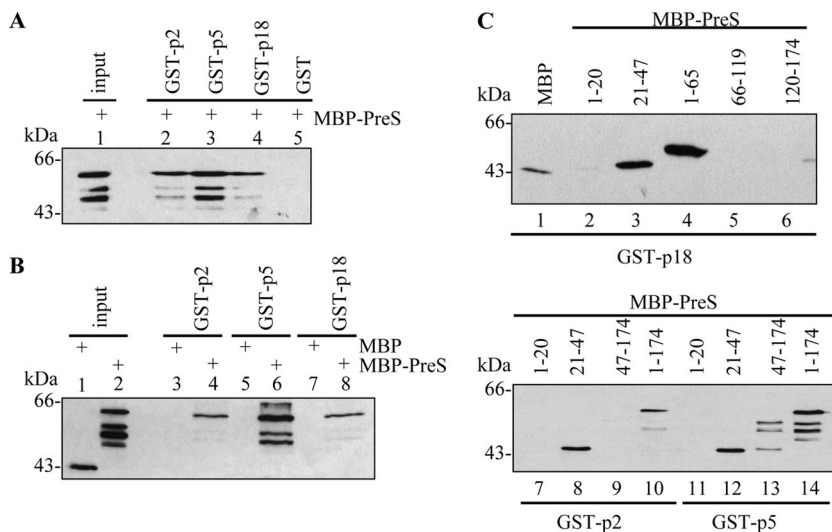 A
input
GST-p2
GST-p5
GST-p18
GST
+ + + + + MBP-PreS
kDa 1 2 3 4 5
66-
43-
B
input
GST-p2
GST-p5
GST-p18
+ + + + MBP
+ + + + MBP-PreS
kDa 1 2 3 4 5 6 7 8
66-
43-
C
MBP-PreS
MBP
1-20
21-47
1-65
66-119
120-174
kDa
66-
43-
1 2 3 4 5 6
GST-p18
MBP-PreS
1-20
21-47
47-174
1-174
1-20
21-47
47-174
1-174
kDa
66-
43-
7 8 9 10 11 12 13 14
GST-p2 GST-p5